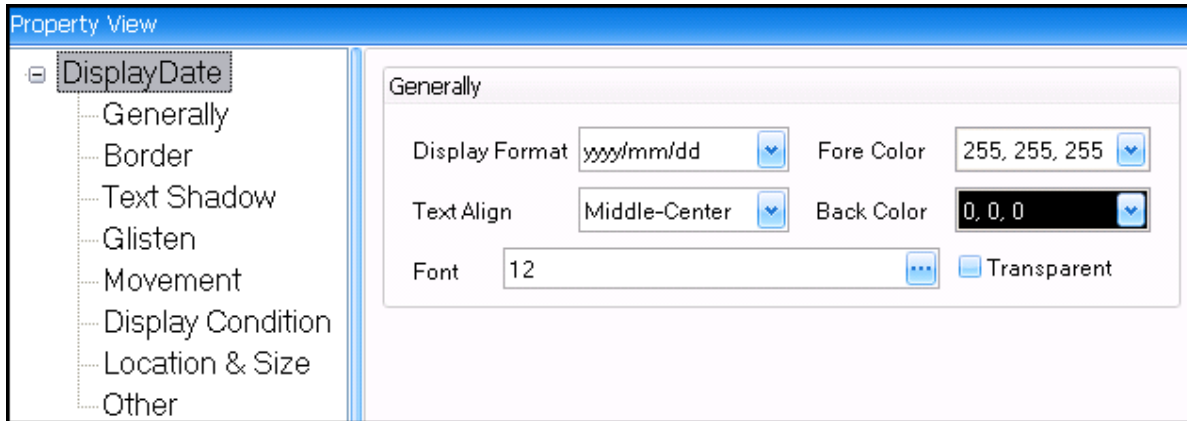 Property View
DisplayDate
Generally
Border
Text Shadow
Glisten
Movement
Display Condition
Location & Size
Other
Generally
Display Format yyyy/mm/dd Fore Color 255, 255, 255
Text Align Middle-Center Back Color 0, 0, 0
Font 12 ... Transparent